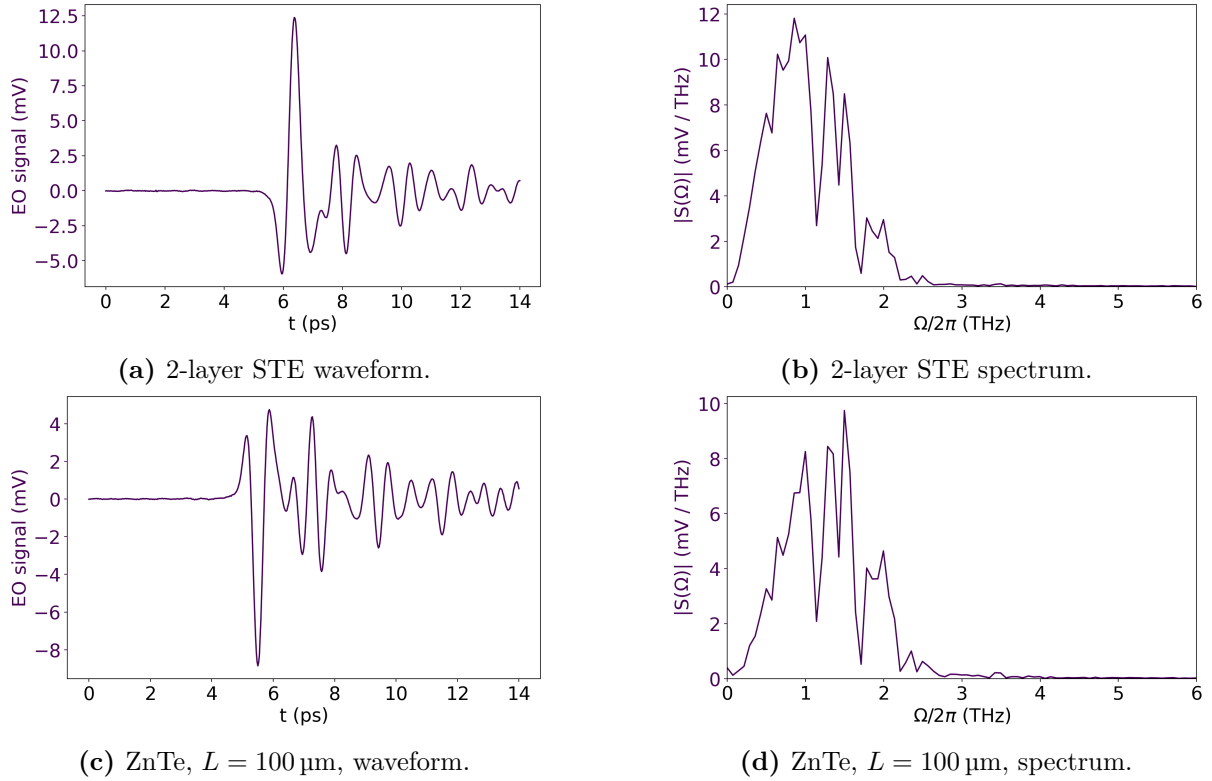 12.5
10.0
7.5
5.0
2.5
0.0
−2.5
−5.0
EO signal (mV)
0 2 4 6 8 10 12 14
t (ps)
(a) 2-layer STE waveform.
12
10
8
6
4
2
0
|S(Ω)| (mV / THz)
0 1 2 3 4 5 6
Ω/2π (THz)
(b) 2-layer STE spectrum.
4
2
0
−2
−4
−6
−8
EO signal (mV)
0 2 4 6 8 10 12 14
t (ps)
(c) ZnTe, L = 100 µm, waveform.
10
8
6
4
2
0
|S(Ω)| (mV / THz)
0 1 2 3 4 5 6
Ω/2π (THz)
(d) ZnTe, L = 100 µm, spectrum.